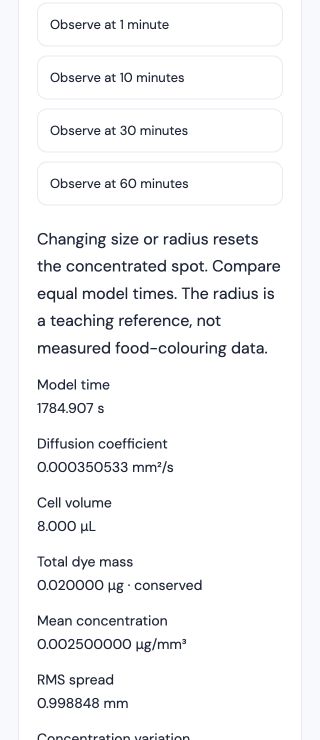 Observe at 1 minute
Observe at 10 minutes
Observe at 30 minutes
Observe at 60 minutes
Changing size or radius resets
the concentrated spot. Compare
equal model times. The radius is
a teaching reference, not
measured food-colouring data.
Model time
1784.907 s
Diffusion coefficient
0.000350533 mm²/s
Cell volume
8.000 µL
Total dye mass
0.020000 µg · conserved
Mean concentration
0.002500000 µg/mm³
RMS spread
0.998848 mm
Concentration variation